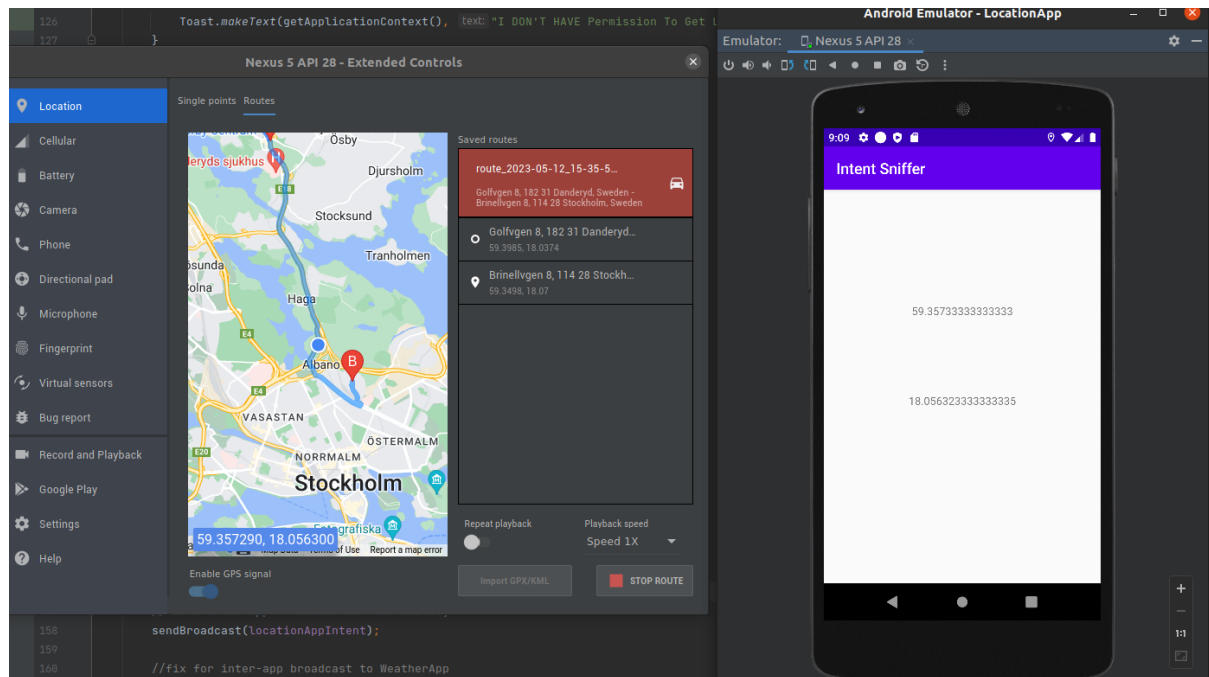 126 Toast.makeText(getApplicationContext(), text: "I DON'T HAVE Permission To Get L
127 }
Nexus 5 API 28 - Extended Controls
Location
Cellular
Battery
Camera
Phone
Directional pad
Microphone
Fingerprint
Virtual sensors
Bug report
Record and Playback
Google Play
Settings
Help
Single points Routes
Ösby
leryds sjukhus
H
Djursholm
E18
Stocksund
Tranholmen
Haga
E4
Albano
B
E4
VASASTAN
ÖSTERMALM
E20
NORRMALM
Stockholm
Fotografiska
59.357290, 18.056300
Map Data Terms of Use Report a map error
Enable GPS signal
Saved routes
route_2023-05-12_15-35-5...
Golfvgen 8, 182 31 Danderyd, Sweden -
Brinellvgen 8, 114 28 Stockholm, Sweden
Golfvgen 8, 182 31 Danderyd...
59.3985, 18.0374
Brinellvgen 8, 114 28 Stockh...
59.3498, 18.07
Repeat playback
Playback speed
Speed 1X
Import GPX/KML
STOP ROUTE
158 sendBroadcast(locationAppIntent);
159
160 //fix for inter-app broadcast to WeatherApp
Android Emulator - LocationApp
Emulator: Nexus 5 API 28
9:09
Intent Sniffer
59.35733333333333
18.056323333333335
1:1